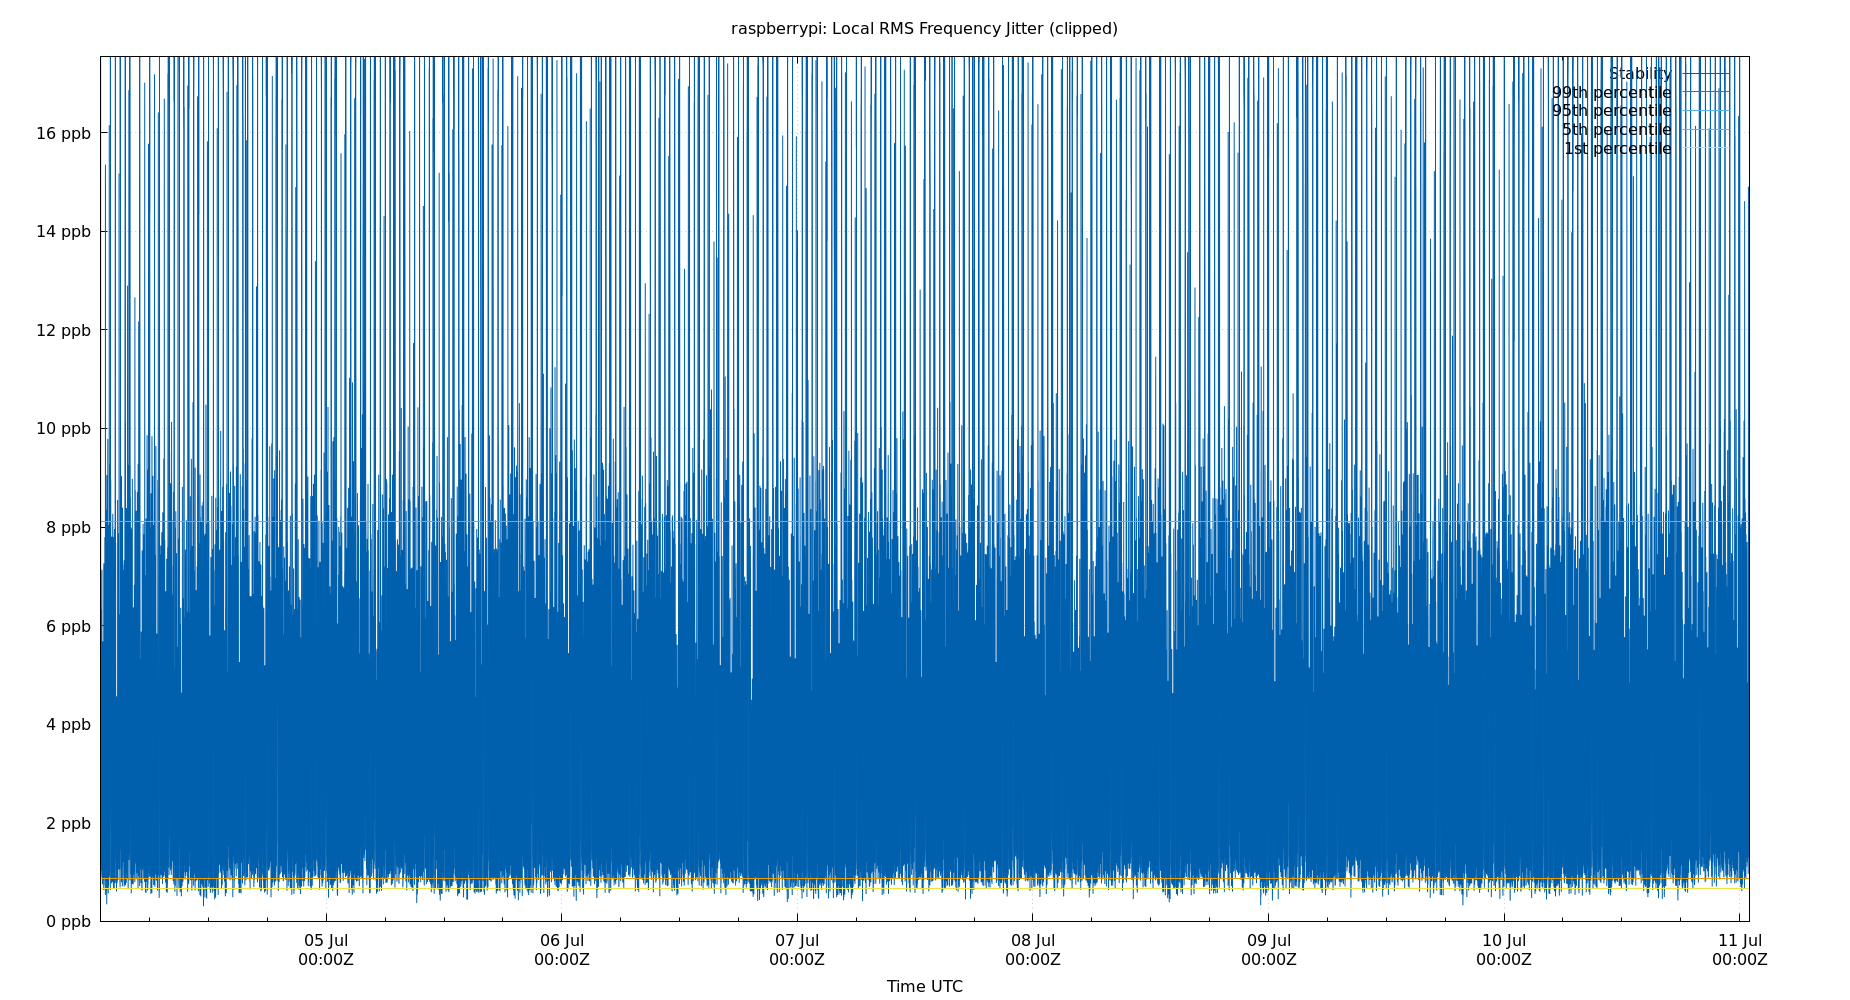 raspberrypi: Local RMS Frequency Jitter (clipped)
Stability
99th percentile
95th percentile
5th percentile
1st percentile
16 ppb
14 ppb
12 ppb
10 ppb
8 ppb
6 ppb
4 ppb
2 ppb
0 ppb
05 Jul 06 Jul 07 Jul 08 Jul 09 Jul 10 Jul 11 Jul
00:00Z 00:00Z 00:00Z 00:00Z 00:00Z 00:00Z 00:00Z
Time UTC